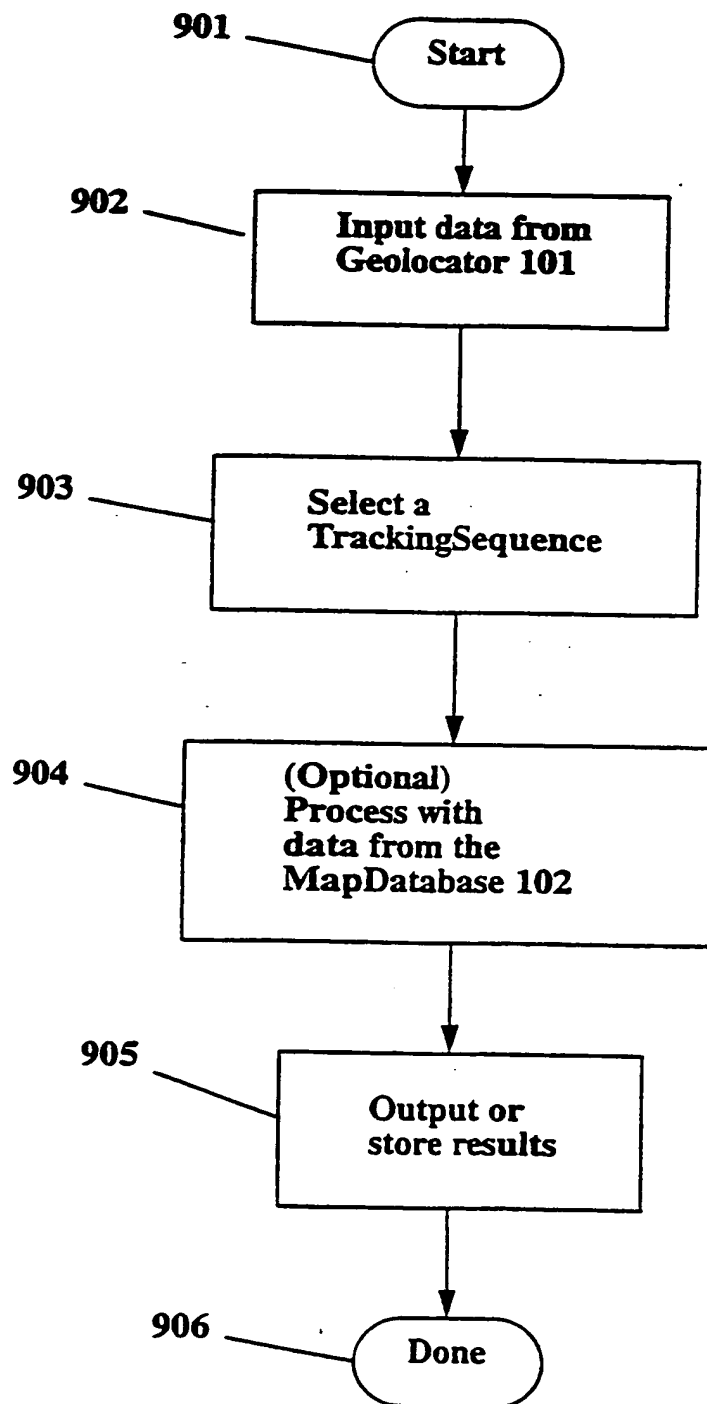 901
Start
902
Input data from
Geolocator 101
903
Select a
TrackingSequence
904
(Optional)
Process with
data from the
MapDatabase 102
905
Output or
store results
906
Done